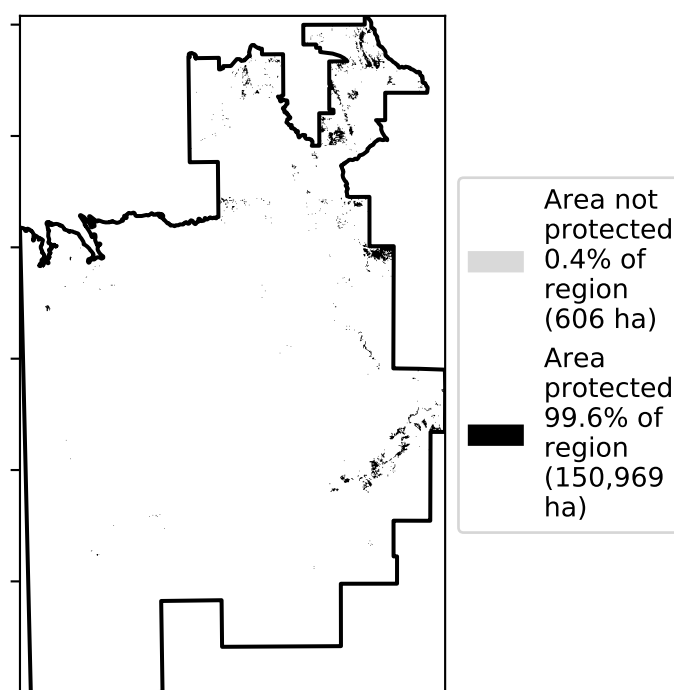 Area not
protected
0.4% of
region
(606 ha)
Area
protected
99.6% of
region
(150,969
ha)